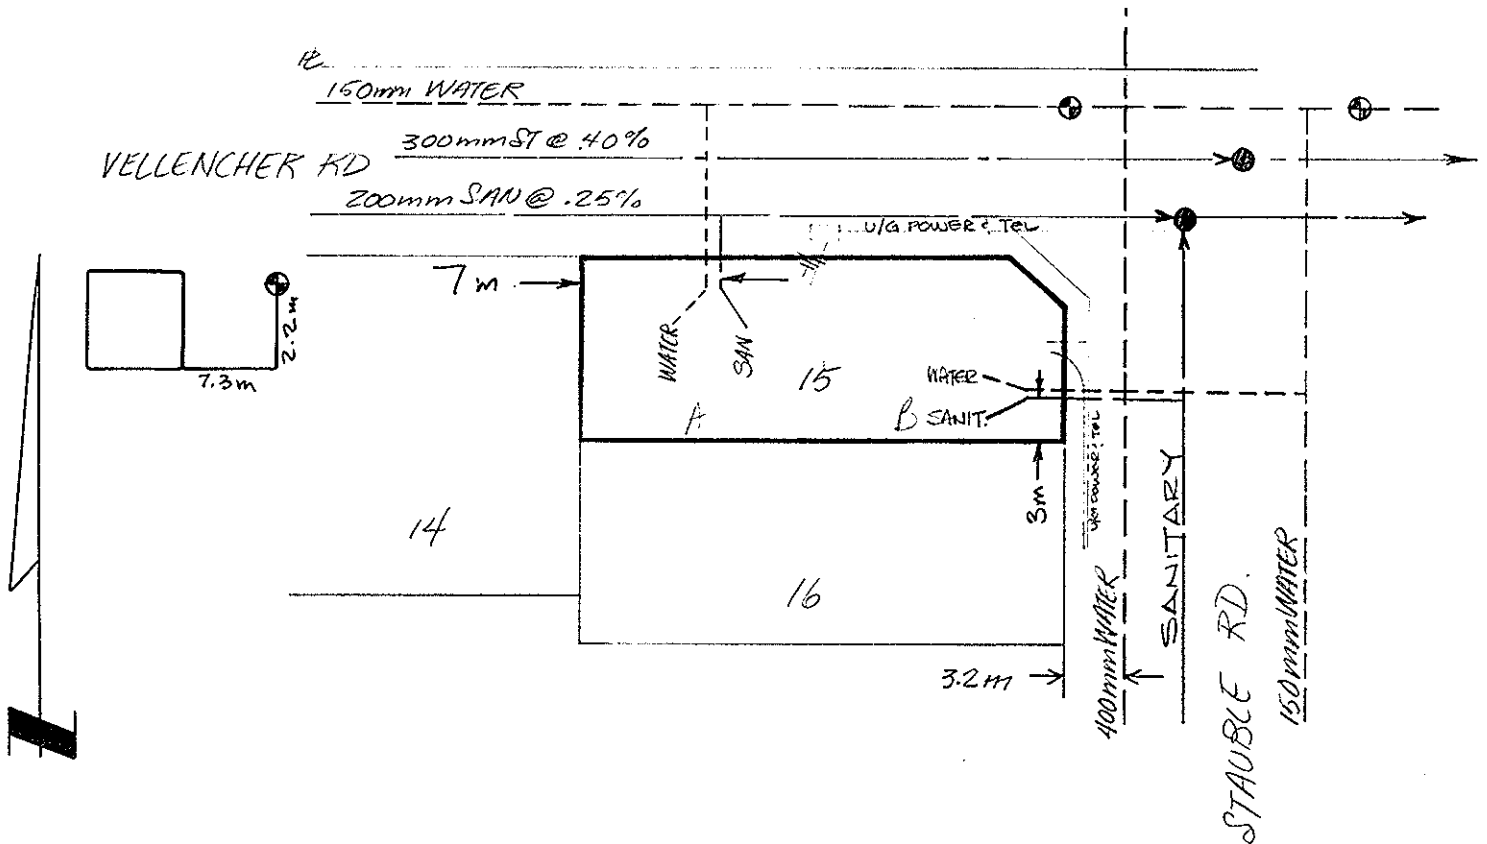 PL
150mm WATER
300mm ST @ .40%
VELLENCHER RD
200mm SAN @ .25%
U/G POWER & TEL
7m
2.2m
7.3m
WATER
SAN
15
WATER
A
B SANIT.
U/G POWER & TEL
3m
14
16
3.2m
400mm WATER
SANITARY
STAUBLE RD.
150mm WATER
N